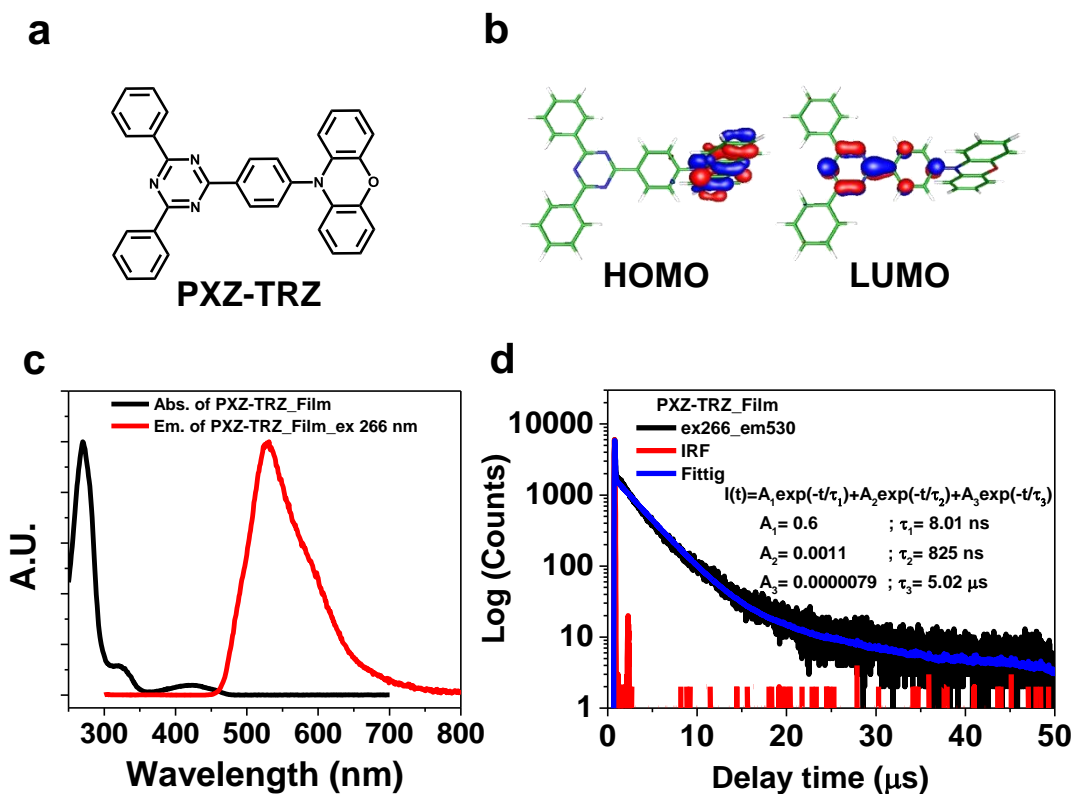 a
b
N
N
N
N
O
PXZ-TRZ
HOMO
LUMO
c
Abs. of PXZ-TRZ_Film
Em. of PXZ-TRZ_Film_ex 266 nm
A.U.
300 400 500 600 700 800
Wavelength (nm)
d
PXZ-TRZ_Film
ex266_em530
IRF
Fittig
I(t)=A₁exp(-t/τ₁)+A₂exp(-t/τ₂)+A₃exp(-t/τ₃)
A₁= 0.6 ; τ₁= 8.01 ns
A₂= 0.0011 ; τ₂= 825 ns
A₃= 0.0000079 ; τ₃= 5.02 μs
Log (Counts)
10000
1000
100
10
1
0 10 20 30 40 50
Delay time (μs)